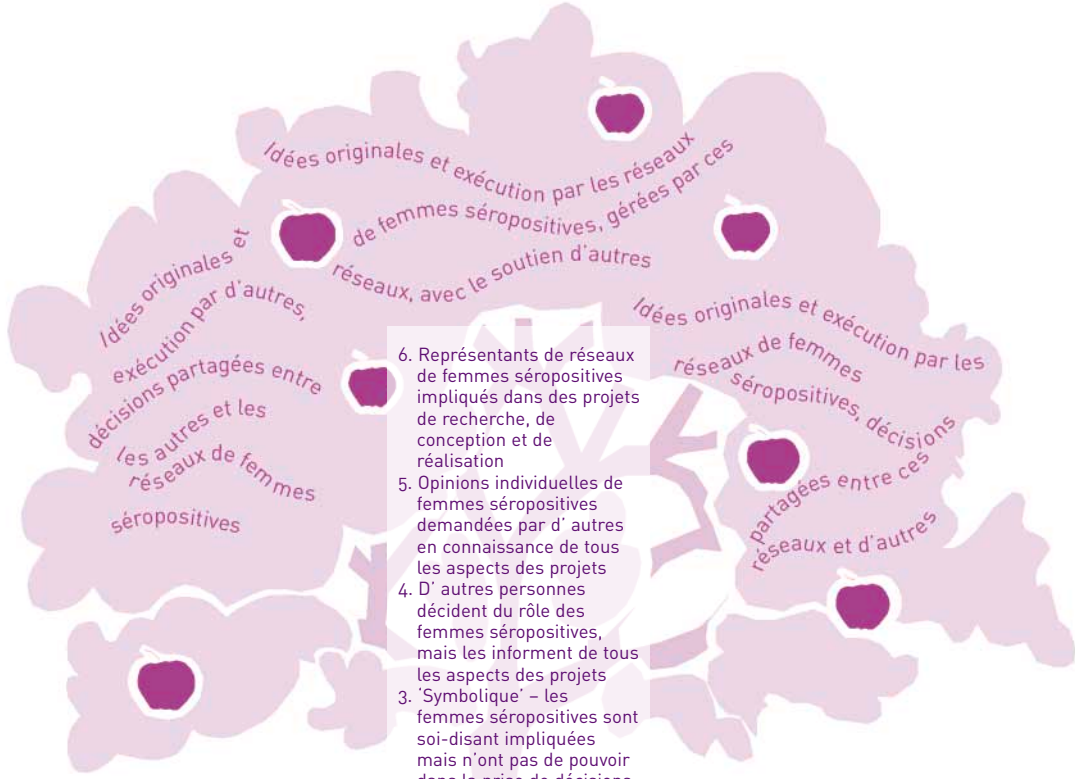 Idées originales et exécution par les réseaux
de femmes séropositives, gérées par ces
réseaux, avec le soutien d'autres
Idées originales et
exécution par d'autres,
décisions partagées entre
les autres et les
réseaux de femmes
séropositives
Idées originales et exécution par les
réseaux de femmes
séropositives, décisions
partagées entre ces
réseaux et d'autres
6. Représentants de réseaux
de femmes séropositives
impliqués dans des projets
de recherche, de
conception et de
réalisation
5. Opinions individuelles de
femmes séropositives
demandées par d' autres
en connaissance de tous
les aspects des projets
4. D' autres personnes
décident du rôle des
femmes séropositives,
mais les informent de tous
les aspects des projets
3. 'Symbolique' – les
femmes séropositives sont
soi-disant impliquées
mais n'ont pas de pouvoir
dans la prise de décisions